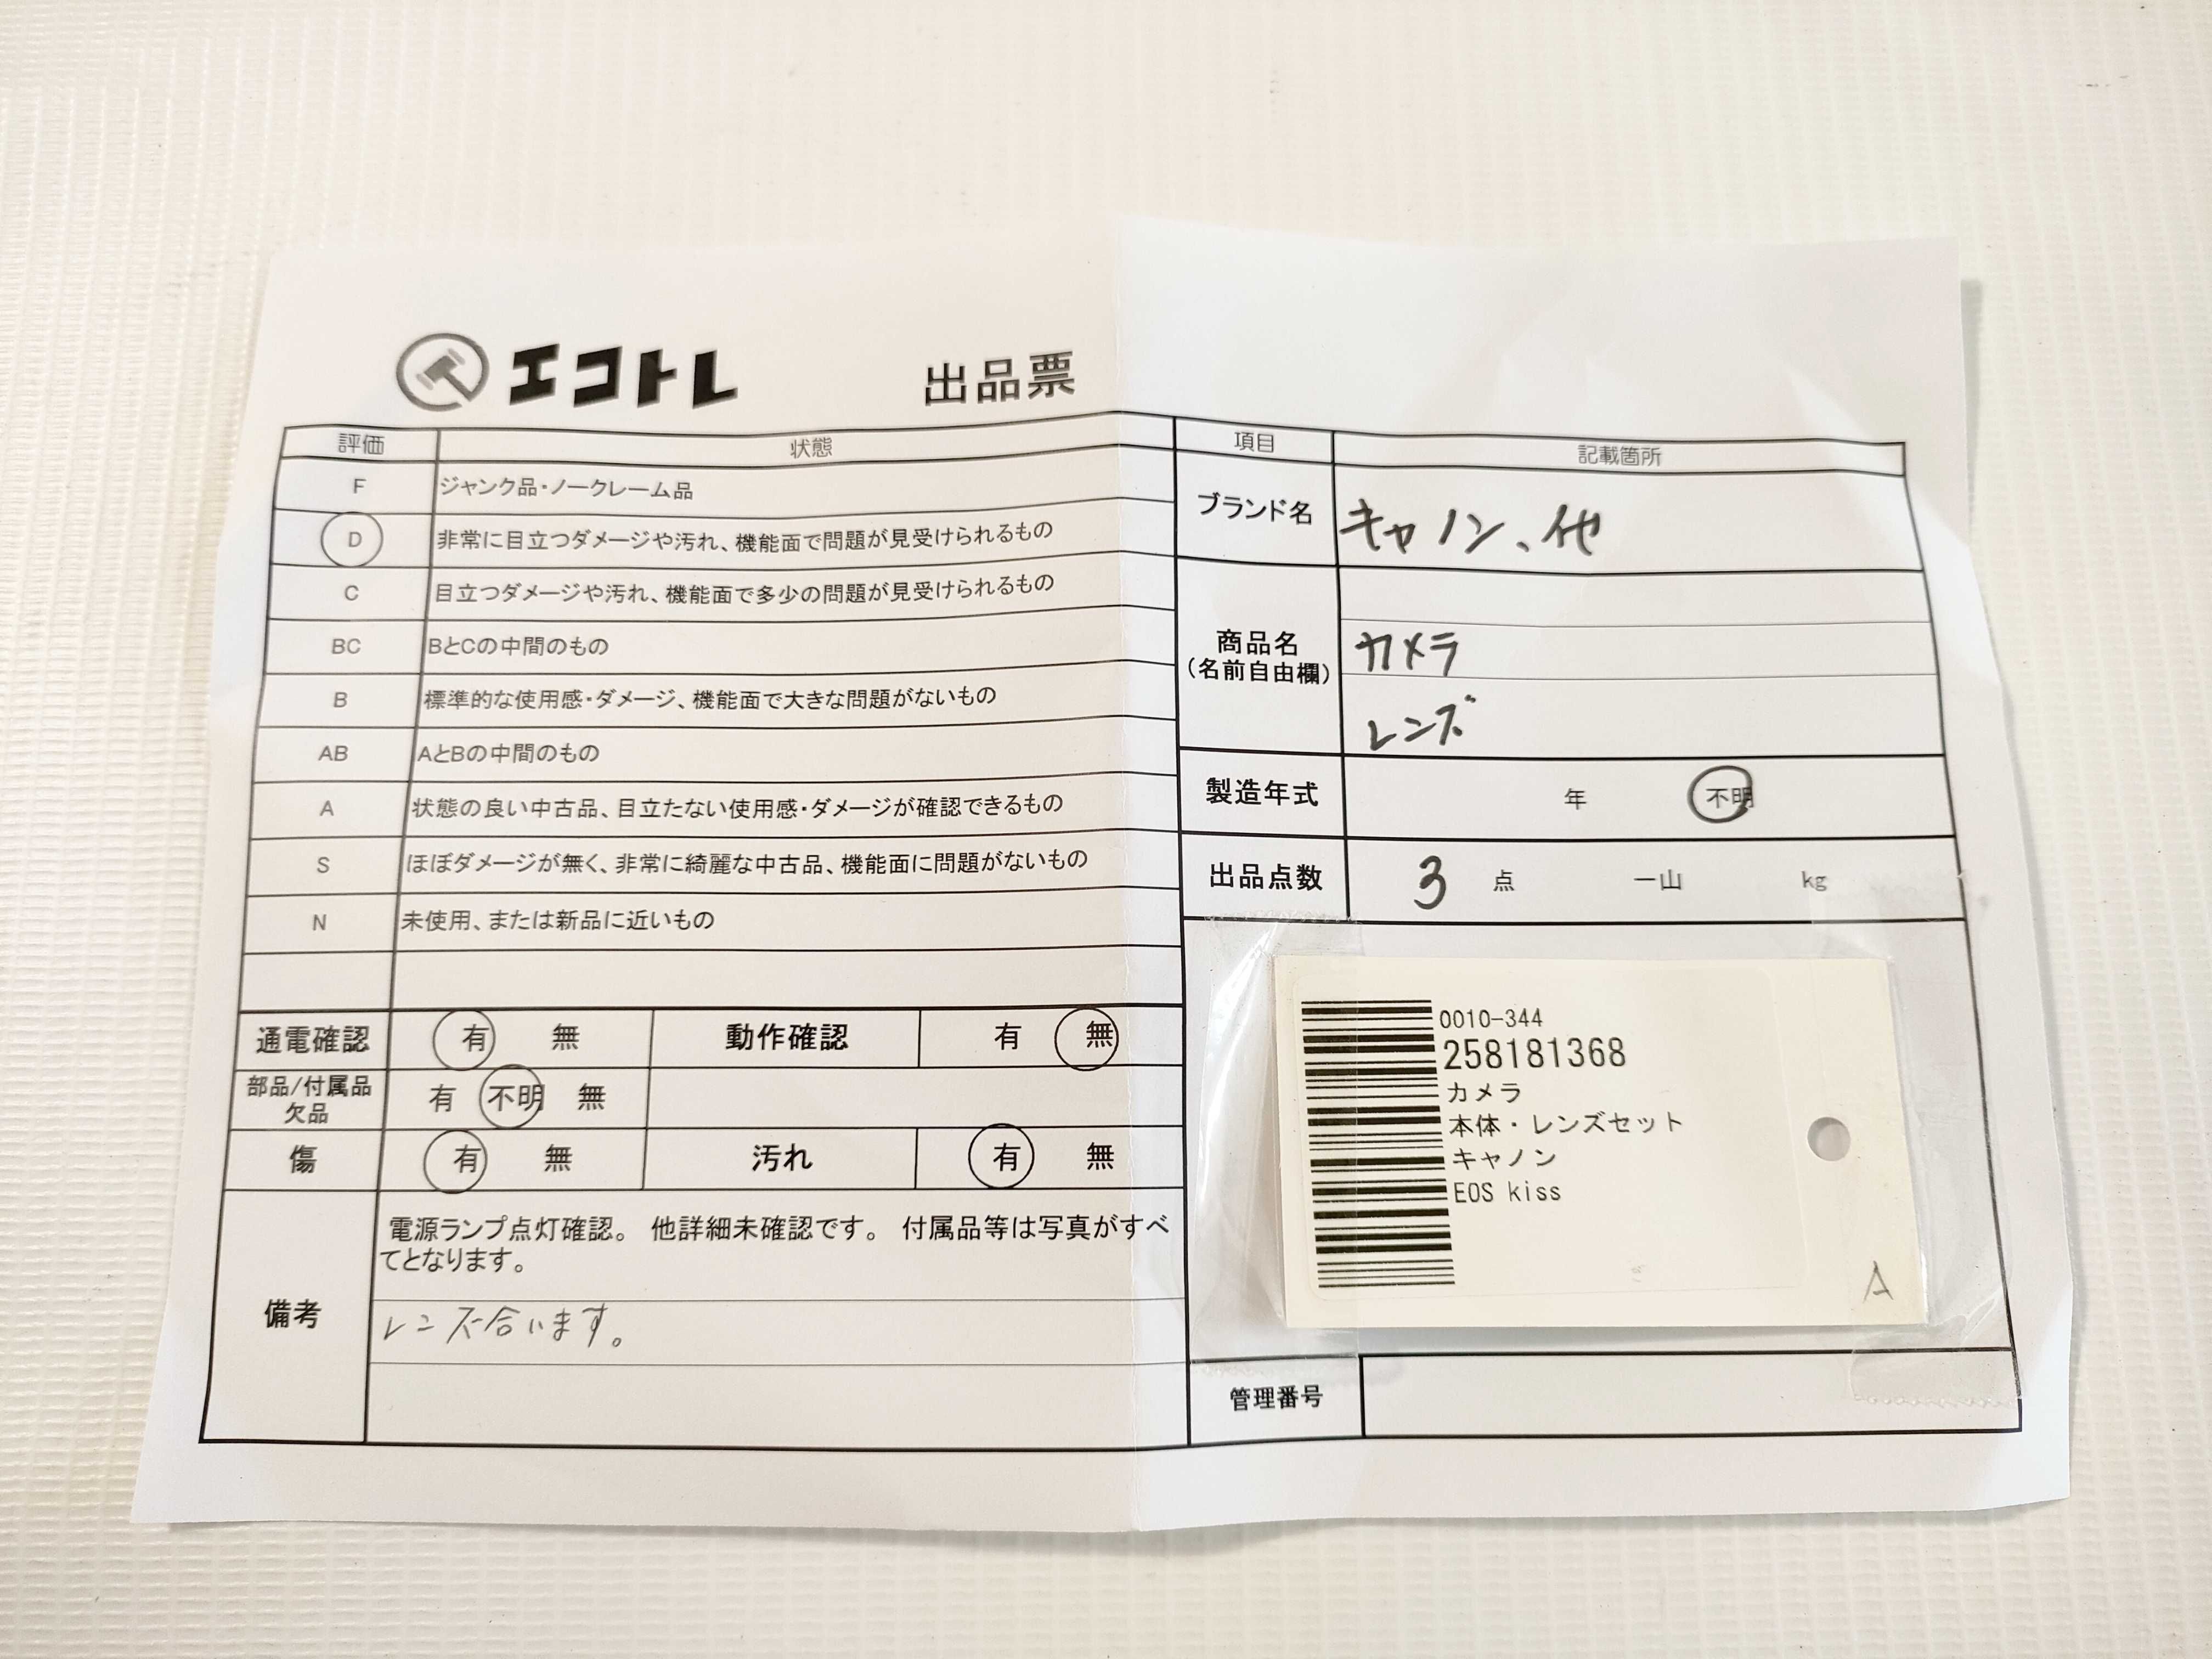 エコトレ 出品票
評価 状態
F ジャンク品・ノークレーム品
D 非常に目立つダメージや汚れ、機能面で問題が見受けられるもの
C 目立つダメージや汚れ、機能面で多少の問題が見受けられるもの
BC BとCの中間のもの
B 標準的な使用感・ダメージ、機能面で大きな問題がないもの
AB AとBの中間のもの
A 状態の良い中古品、目立たない使用感・ダメージが確認できるもの
S ほぼダメージが無く、非常に綺麗な中古品、機能面に問題がないもの
N 未使用、または新品に近いもの
通電確認 有 無 動作確認 有 無
部品/付属品
欠品 有 不明 無
傷 有 無 汚れ 有 無
備考
電源ランプ点灯確認。 他詳細未確認です。 付属品等は写真がすべ
てとなります。
レンズ合います。
項目 記載箇所
ブランド名 キャノン、他
商品名
(名前自由欄)
カメラ
レンズ
製造年式 年 不明
出品点数 3 点 一山 kg
0010-344
258181368
カメラ
本体・レンズセット
キャノン
EOS kiss
A
管理番号